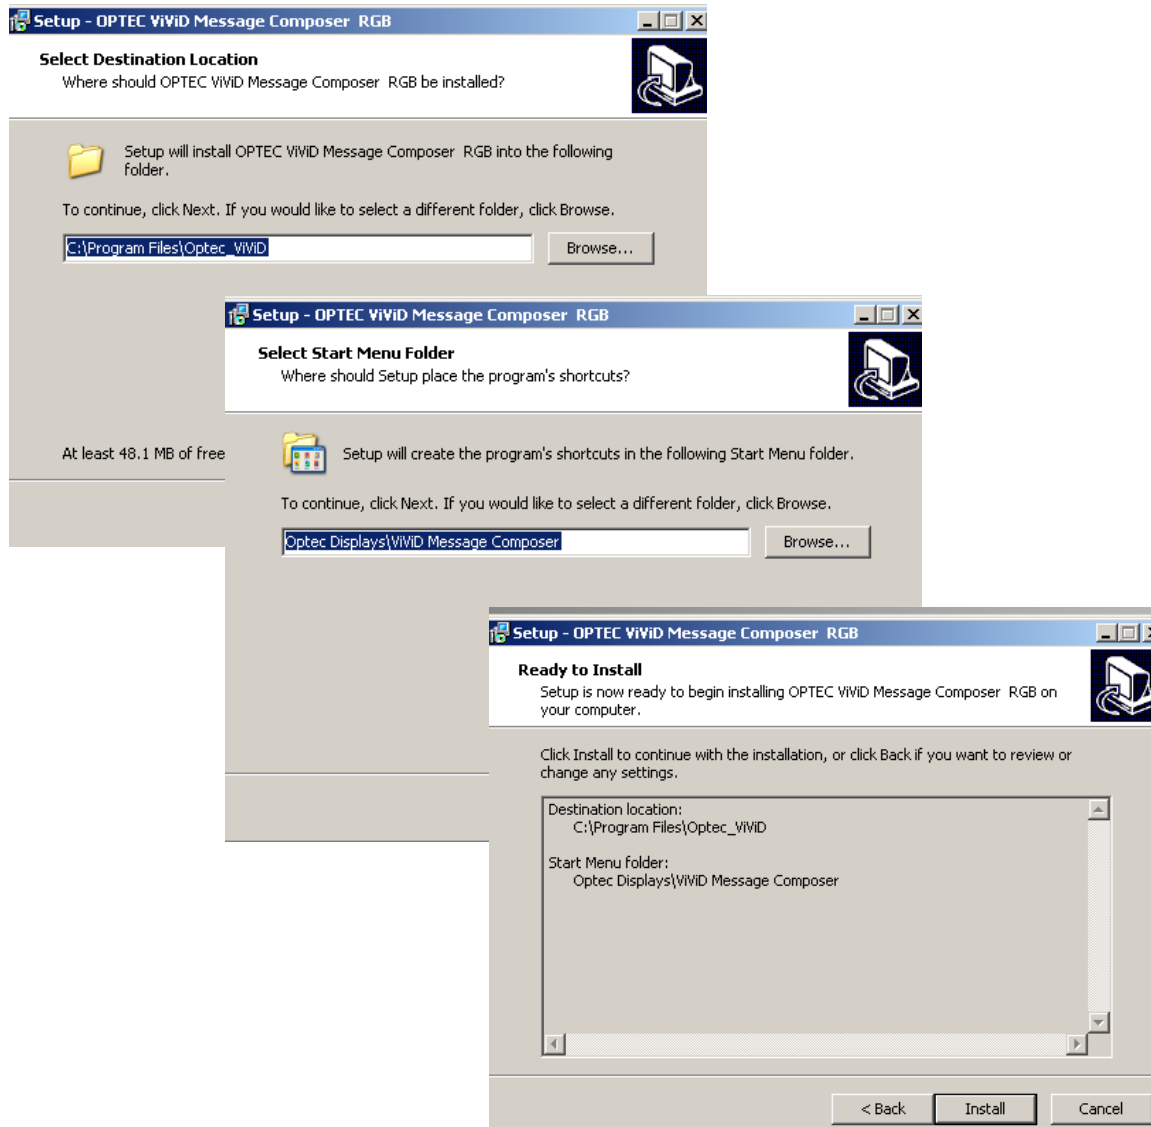 Setup - OPTEC ViViD Message Composer  RGB
Select Destination Location
Where should OPTEC ViViD Message Composer  RGB be installed?
Setup will install OPTEC ViViD Message Composer  RGB into the following
folder.
To continue, click Next. If you would like to select a different folder, click Browse.
C:\Program Files\Optec_ViViD
Browse...
At least 48.1 MB of free
Setup - OPTEC ViViD Message Composer  RGB
Select Start Menu Folder
Where should Setup place the program's shortcuts?
Setup will create the program's shortcuts in the following Start Menu folder.
To continue, click Next. If you would like to select a different folder, click Browse.
Optec Displays\ViViD Message Composer
Browse...
Setup - OPTEC ViViD Message Composer  RGB
Ready to Install
Setup is now ready to begin installing OPTEC ViViD Message Composer  RGB on
your computer.
Click Install to continue with the installation, or click Back if you want to review or
change any settings.
Destination location:
C:\Program Files\Optec_ViViD
Start Menu folder:
Optec Displays\ViViD Message Composer
< Back
Install
Cancel